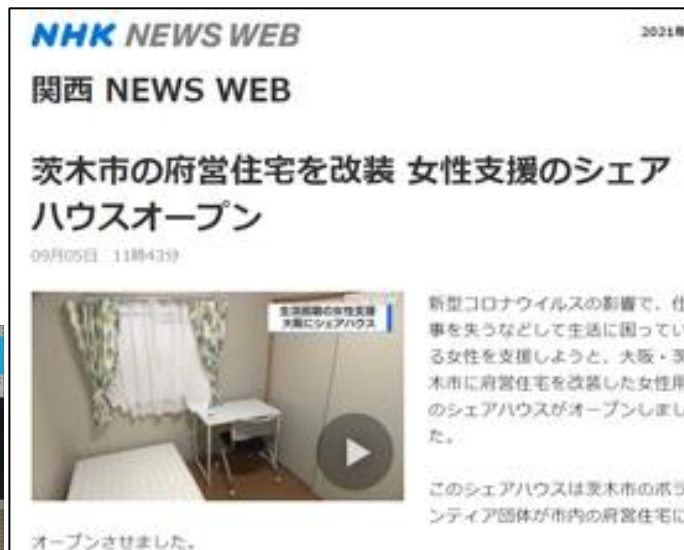 NHK NEWS WEB
2021年
関西 NEWS WEB
茨木市の府営住宅を改装 女性支援のシェア
ハウスオープン
09月05日 11時43分
生活困窮の女性支援
大阪にシェアハウス
新型コロナウイルスの影響で、仕
事を失うなどして生活に困ってい
る女性を支援しようと、大阪・茨
木市に府営住宅を改装した女性用
のシェアハウスがオープンしまし
た。
このシェアハウスは茨木市のボラ
ンティア団体が市内の府営住宅に
オープンさせました。